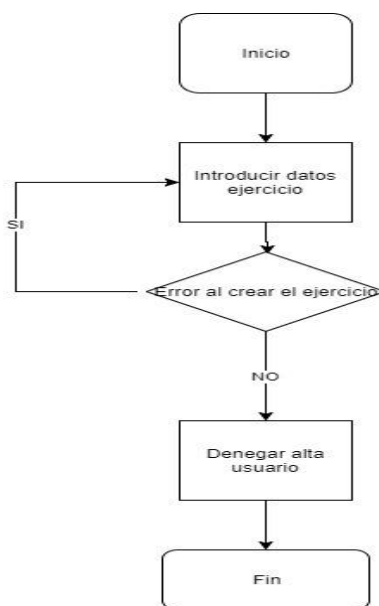 Inicio
Introducir datos
ejercicio
SI
Error al crear el ejercicio
NO
Denegar alta
usuario
Fin